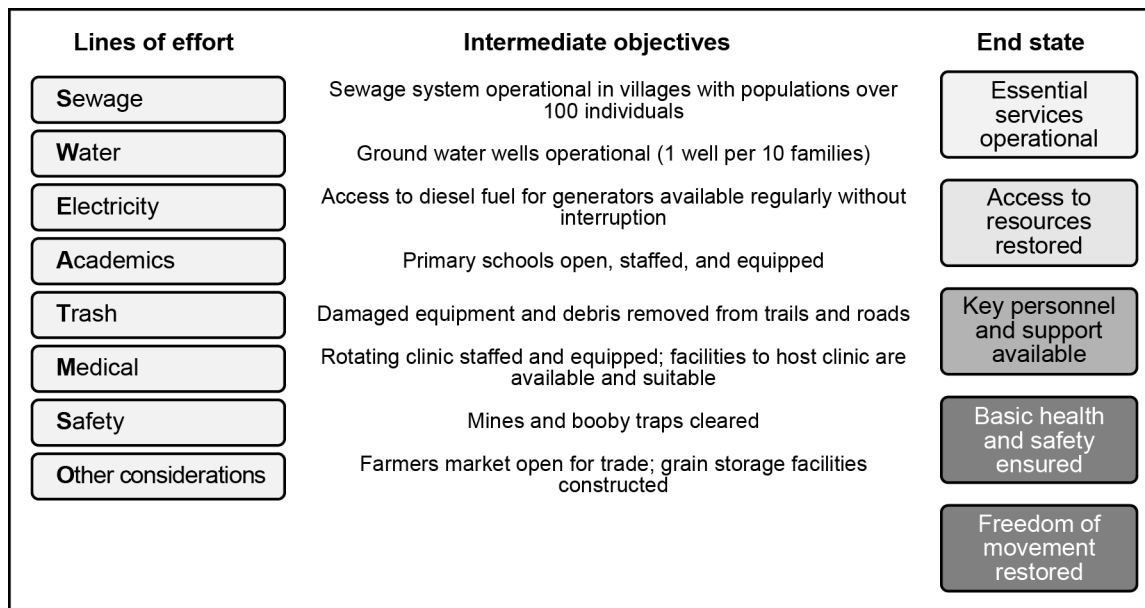 Lines of effort
Intermediate objectives
End state
Sewage
Sewage system operational in villages with populations over
100 individuals
Water
Ground water wells operational (1 well per 10 families)
Electricity
Access to diesel fuel for generators available regularly without
interruption
Academics
Primary schools open, staffed, and equipped
Trash
Damaged equipment and debris removed from trails and roads
Medical
Rotating clinic staffed and equipped; facilities to host clinic are
available and suitable
Safety
Mines and booby traps cleared
Other considerations
Farmers market open for trade; grain storage facilities
constructed
Essential
services
operational
Access to
resources
restored
Key personnel
and support
available
Basic health
and safety
ensured
Freedom of
movement
restored